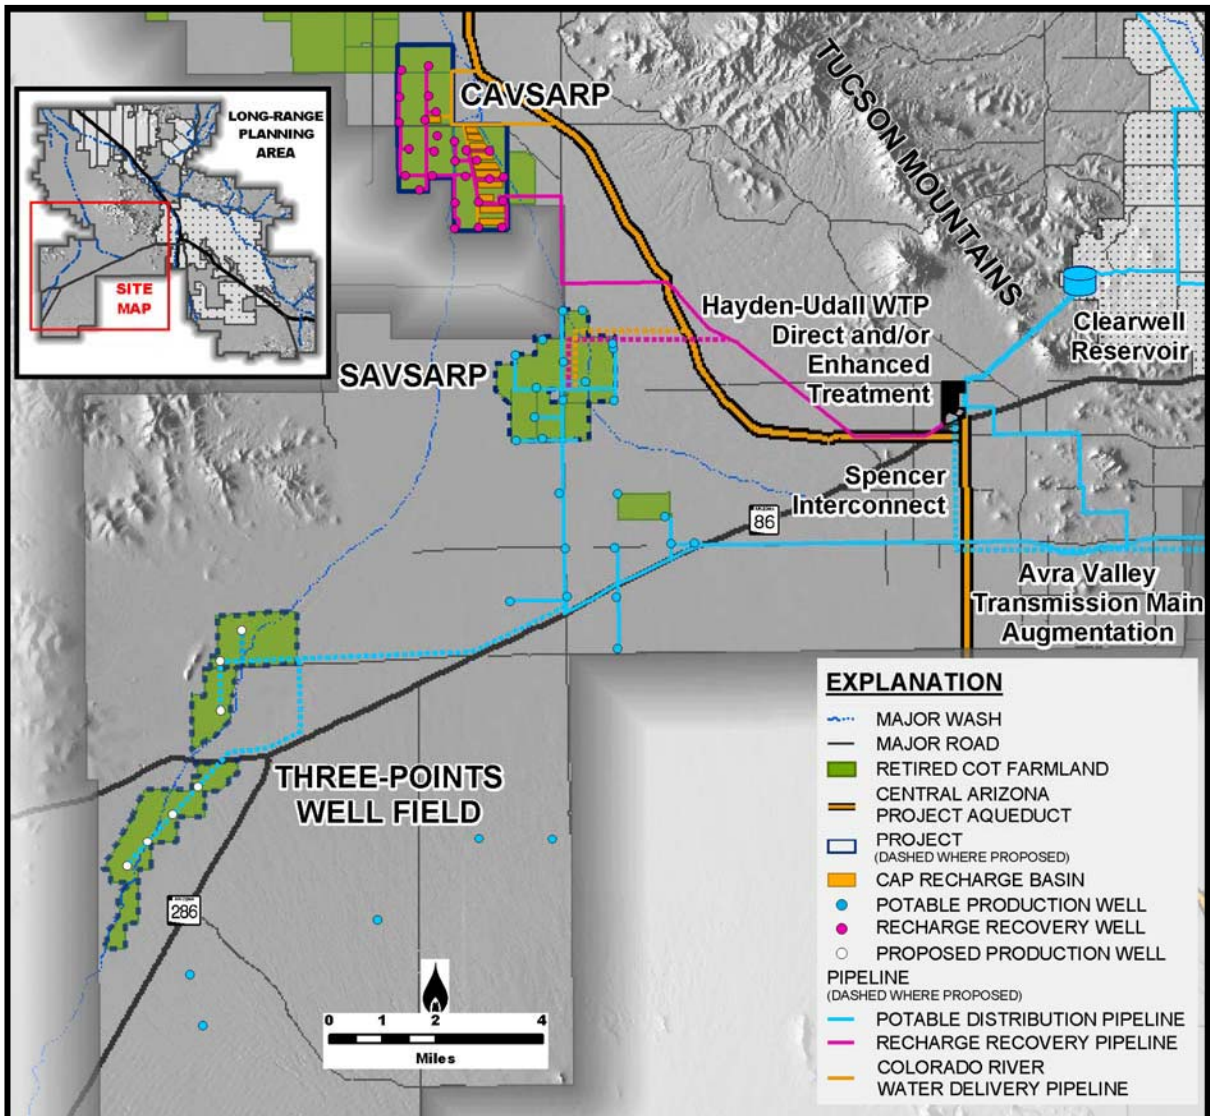 CAVSARP
TUCSON MOUNTAINS
LONG-RANGE
PLANNING
AREA
SITE
MAP
Hayden-Udall WTP
Direct and/or
Enhanced
Treatment
Clearwell
Reservoir
SAVSARP
Spencer
Interconnect
86
Avra Valley
Transmission Main
Augmentation
THREE-POINTS
WELL FIELD
286
0 1 2 4
Miles
EXPLANATION
MAJOR WASH
MAJOR ROAD
RETIRED COT FARMLAND
CENTRAL ARIZONA
PROJECT AQUEDUCT
PROJECT
(DASHED WHERE PROPOSED)
CAP RECHARGE BASIN
POTABLE PRODUCTION WELL
RECHARGE RECOVERY WELL
PROPOSED PRODUCTION WELL
PIPELINE
(DASHED WHERE PROPOSED)
POTABLE DISTRIBUTION PIPELINE
RECHARGE RECOVERY PIPELINE
COLORADO RIVER
WATER DELIVERY PIPELINE